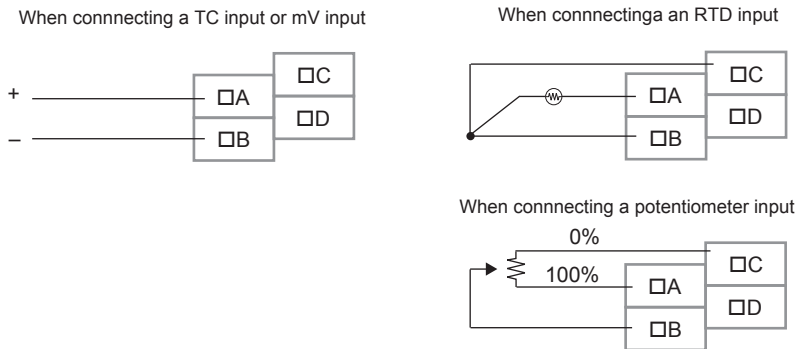 When connnecting a TC input or mV input
+
–
□A
□B
□C
□D
When connnectinga an RTD input
□A
□B
□C
□D
When connnecting a potentiometer input
0%
100%
□A
□B
□C
□D